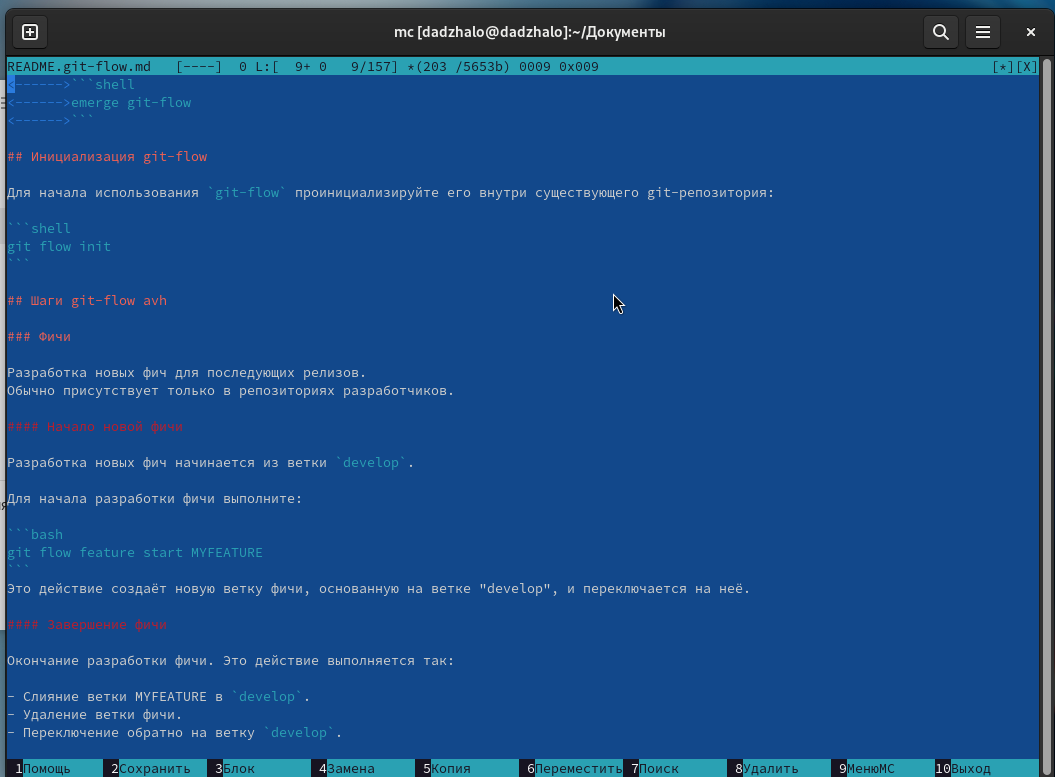 mc [dadzhalo@dadzhalo]:~/Документы
README.git-flow.md   [----]  0 L:[  9+ 0   9/157] *(203 /5653b) 0009 0x009   [*][X]
<------>```shell
<------>emerge git-flow
<------>```
## Инициализация git-flow
Для начала использования `git-flow` проинициализируйте его внутри существующего git-репозитория:
```shell
git flow init
```
## Шаги git-flow avh
### Фичи
Разработка новых фич для последующих релизов.
Обычно присутствует только в репозиториях разработчиков.
#### Начало новой фичи
Разработка новых фич начинается из ветки `develop`.
Для начала разработки фичи выполните:
```bash
git flow feature start MYFEATURE
```
Это действие создаёт новую ветку фичи, основанную на ветке "develop", и переключается на неё.
#### Завершение фичи
Окончание разработки фичи. Это действие выполняется так:
- Слияние ветки MYFEATURE в `develop`.
- Удаление ветки фичи.
- Переключение обратно на ветку `develop`.
1Помощь 2Сохранить 3Блок 4Замена 5Копия 6Переместить 7Поиск 8Удалить 9МенюMC 10Выход